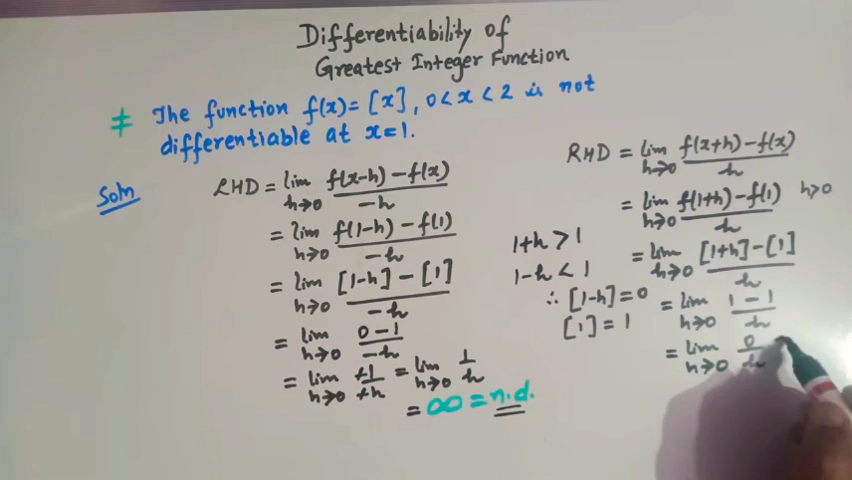 Differentiability of
Greatest Integer Function
≠ The function f(x) = [x], 0 < x < 2 is not
differentiable at x = 1.
Soln
LHD = lim h→0 f(x-h) - f(x) / -h
= lim h→0 f(1-h) - f(1) / -h
= lim h→0 [1-h] - [1] / -h
= lim h→0 0-1 / -h
= lim h→0 +1 / +h = lim h→0 1 / h
= ∞ = n.d.
1+h > 1
1-h < 1
∴ [1-h] = 0
[1] = 1
RHD = lim h→0 f(x+h) - f(x) / h
= lim h→0 f(1+h) - f(1) / h h>0
= lim h→0 [1+h] - [1] / h
= lim h→0 1-1 / h
= lim h→0 0 / h